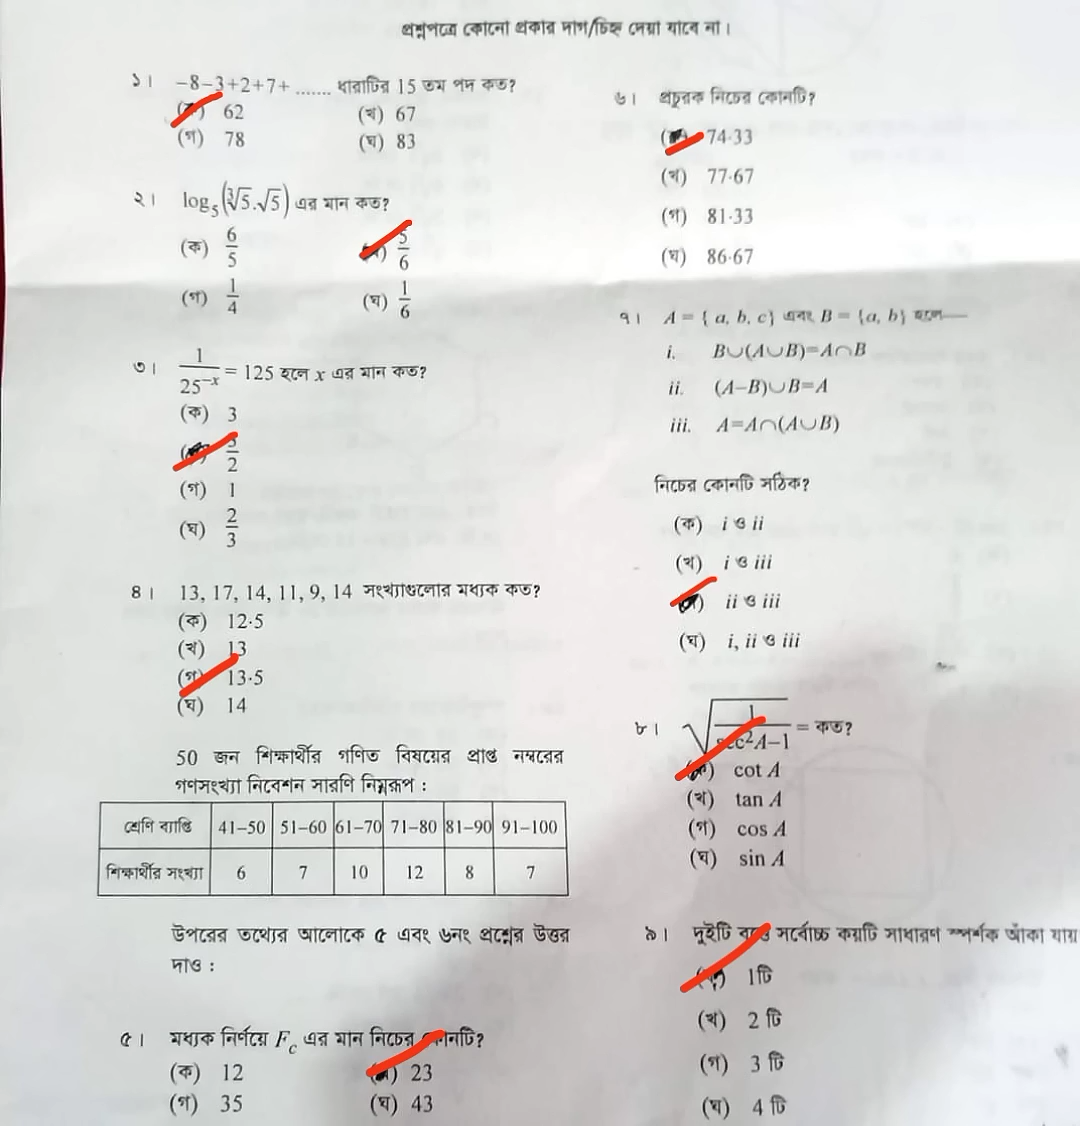 প্রশ্নপত্রে কোনো প্রকার দাগ/চিহ্ন দেয়া যাবে না।
১। −8−3+2+7+ ....... ধারাটির 15 তম পদ কত?
62
(খ) 67
(গ) 78
(ঘ) 83
২। log₅(∛5.√5) এর মান কত?
(ক) 6/5
5/6
(গ) 1/4
(ঘ) 1/6
৩। 1/25⁻ˣ = 125 হলে x এর মান কত?
(ক) 3
3/2
(গ) 1
(ঘ) 2/3
৪। 13, 17, 14, 11, 9, 14 সংখ্যাগুলোর মধ্যক কত?
(ক) 12·5
(খ) 13
(গ) 13·5
(ঘ) 14
50 জন শিক্ষার্থীর গণিত বিষয়ের প্রাপ্ত নম্বরের
গণসংখ্যা নিবেশন সারণি নিম্নরূপ :
শ্রেণি ব্যাপ্তি 41–50 51–60 61–70 71–80 81–90 91–100
শিক্ষার্থীর সংখ্যা 6 7 10 12 8 7
উপরের তথ্যের আলোকে ৫ এবং ৬নং প্রশ্নের উত্তর
দাও :
৫। মধ্যক নির্ণয়ে F꜀ এর মান নিচের কোনটি?
(ক) 12
23
(গ) 35
(ঘ) 43
৬। প্রচুরক নিচের কোনটি?
74·33
(খ) 77·67
(গ) 81·33
(ঘ) 86·67
৭। A = { a, b, c} এবং B = {a, b} হলে—
i. B∪(A∪B)=A∩B
ii. (A−B)∪B=A
iii. A=A∩(A∪B)
নিচের কোনটি সঠিক?
(ক) i ও ii
(খ) i ও iii
ii ও iii
(ঘ) i, ii ও iii
৮। √(1/(sec²A−1)) = কত?
cot A
(খ) tan A
(গ) cos A
(ঘ) sin A
৯। দুইটি বৃত্তে সর্বোচ্চ কয়টি সাধারণ স্পর্শক আঁকা যায়
1টি
(খ) 2 টি
(গ) 3 টি
(ঘ) 4 টি